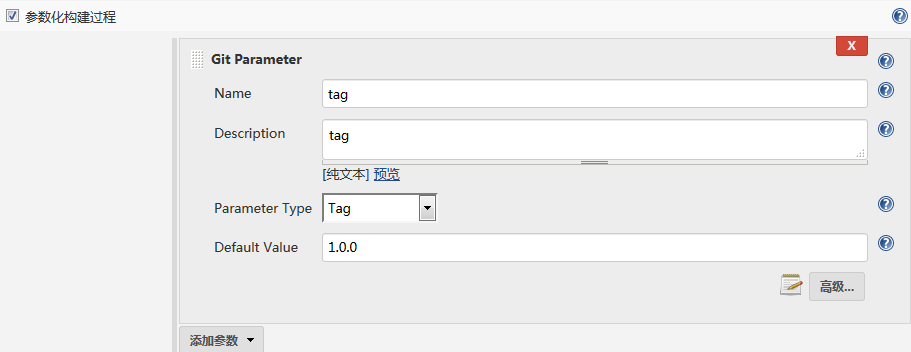 参数化构建过程
X
Git Parameter
Name
tag
Description
tag
[纯文本] 预览
Parameter Type
Tag
Default Value
1.0.0
高级...
添加参数